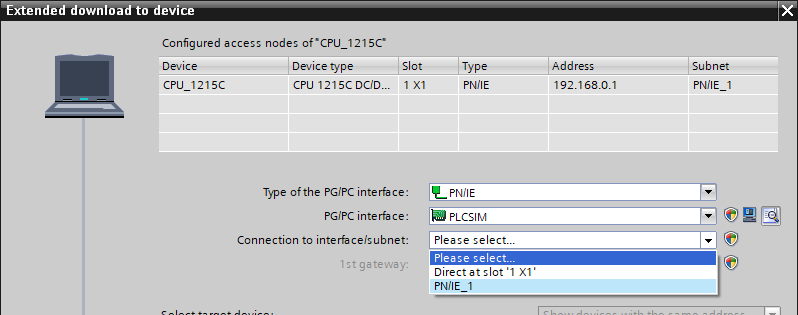 Extended download to device
Configured access nodes of "CPU_1215C"
Device Device type Slot Type Address Subnet
CPU_1215C CPU 1215C DC/D... 1 X1 PN/IE 192.168.0.1 PN/IE_1
Type of the PG/PC interface: PN/IE
PG/PC interface: PLCSIM
Connection to interface/subnet: Please select...
Please select...
1st gateway: Direct at slot '1 X1'
PN/IE_1
Select target device: Show devices with the same address